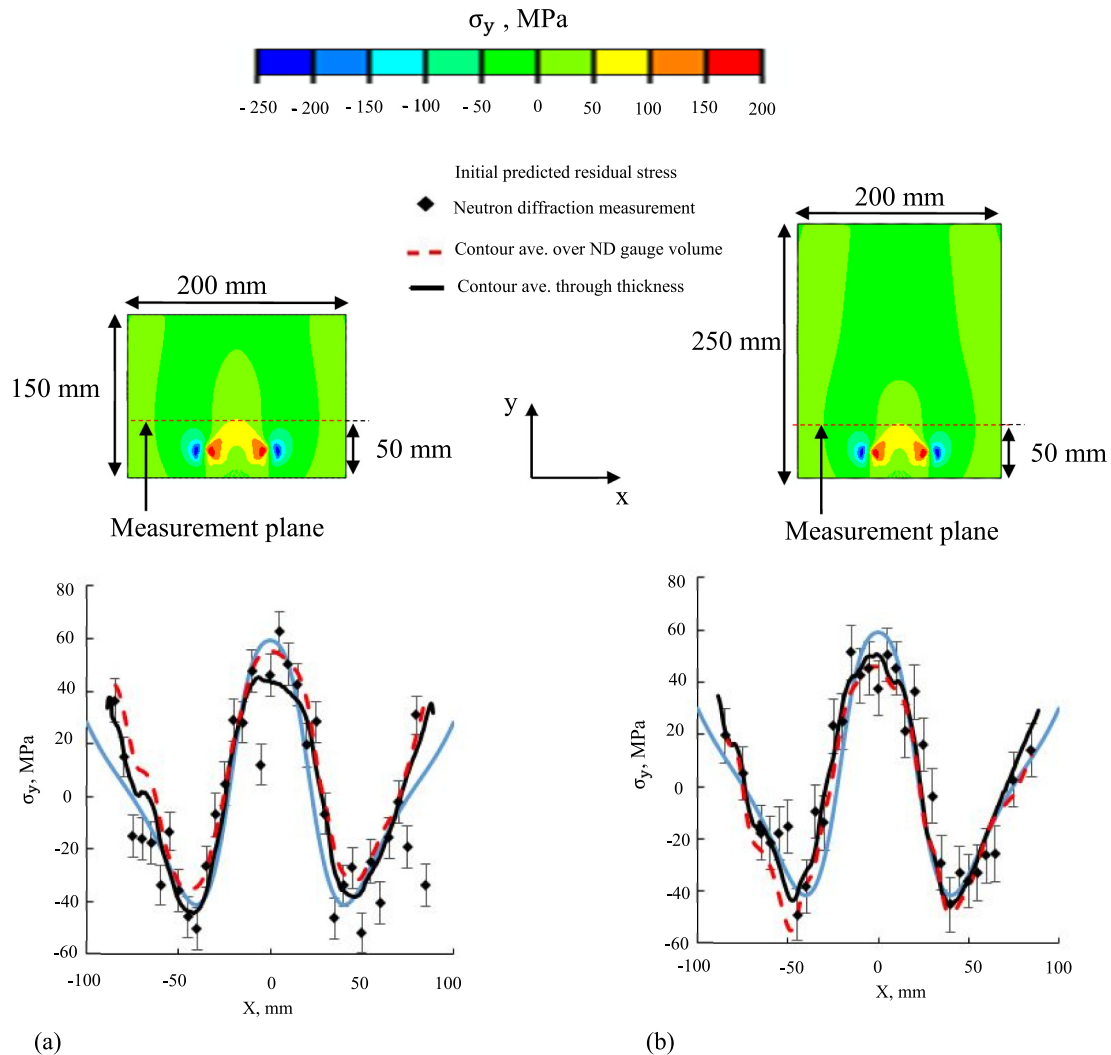 σy , MPa
- 250 - 200 - 150 - 100 - 50 0 50 100 150 200
Initial predicted residual stress
Neutron diffraction measurement
Contour ave. over ND gauge volume
Contour ave. through thickness
200 mm
150 mm
50 mm
Measurement plane
y
x
200 mm
250 mm
50 mm
Measurement plane
80
60
40
20
0
-20
-40
-60
σy, MPa
-100 -50 0 50 100
X, mm
(a)
80
60
40
20
0
-20
-40
-60
σy, MPa
-100 -50 0 50 100
X, mm
(b)